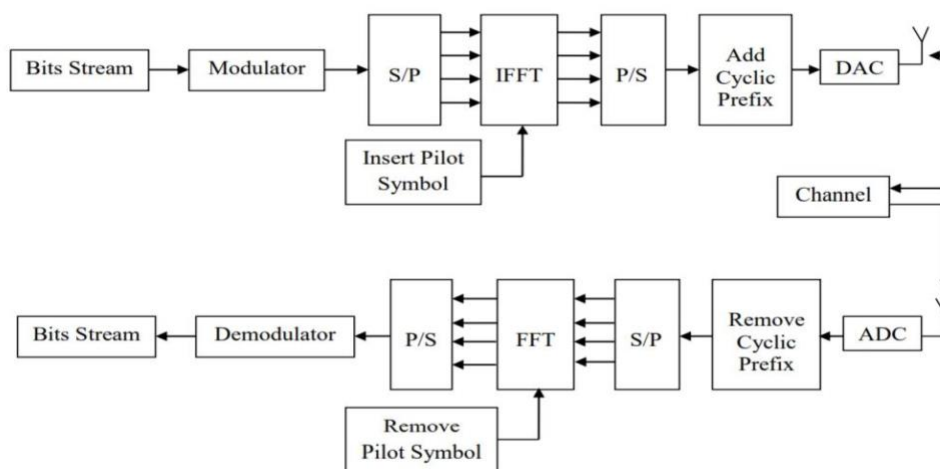 Bits Stream
Modulator
S/P
IFFT
P/S
Add
Cyclic
Prefix
DAC
Insert Pilot
Symbol
Channel
Bits Stream
Demodulator
P/S
FFT
S/P
Remove
Cyclic
Prefix
ADC
Remove
Pilot Symbol